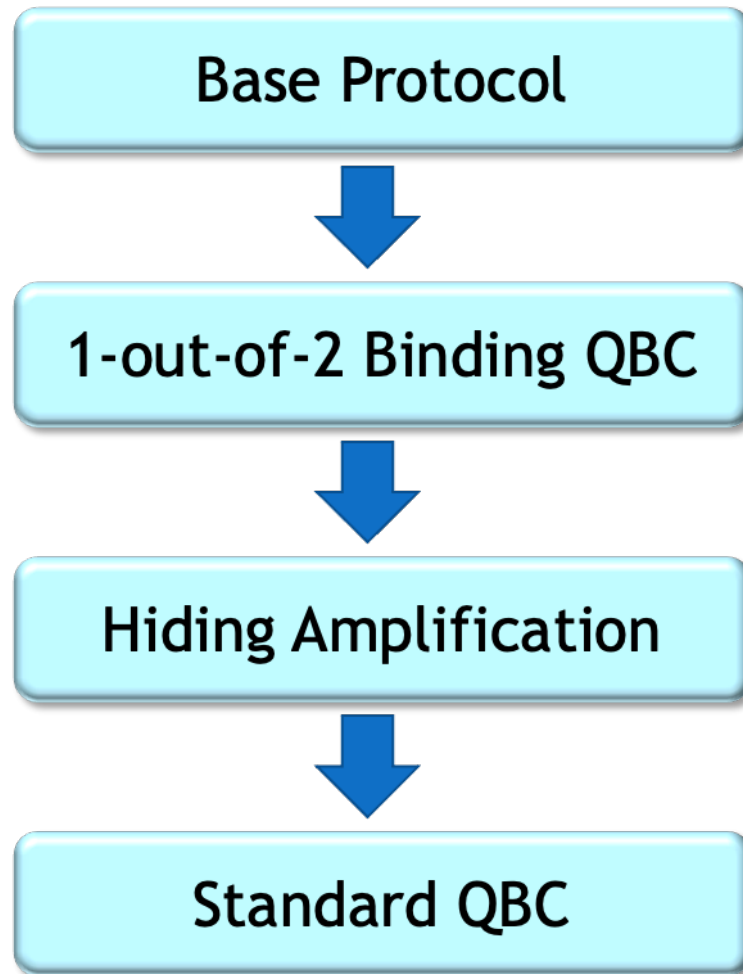 Base Protocol
1-out-of-2 Binding QBC
Hiding Amplification
Standard QBC